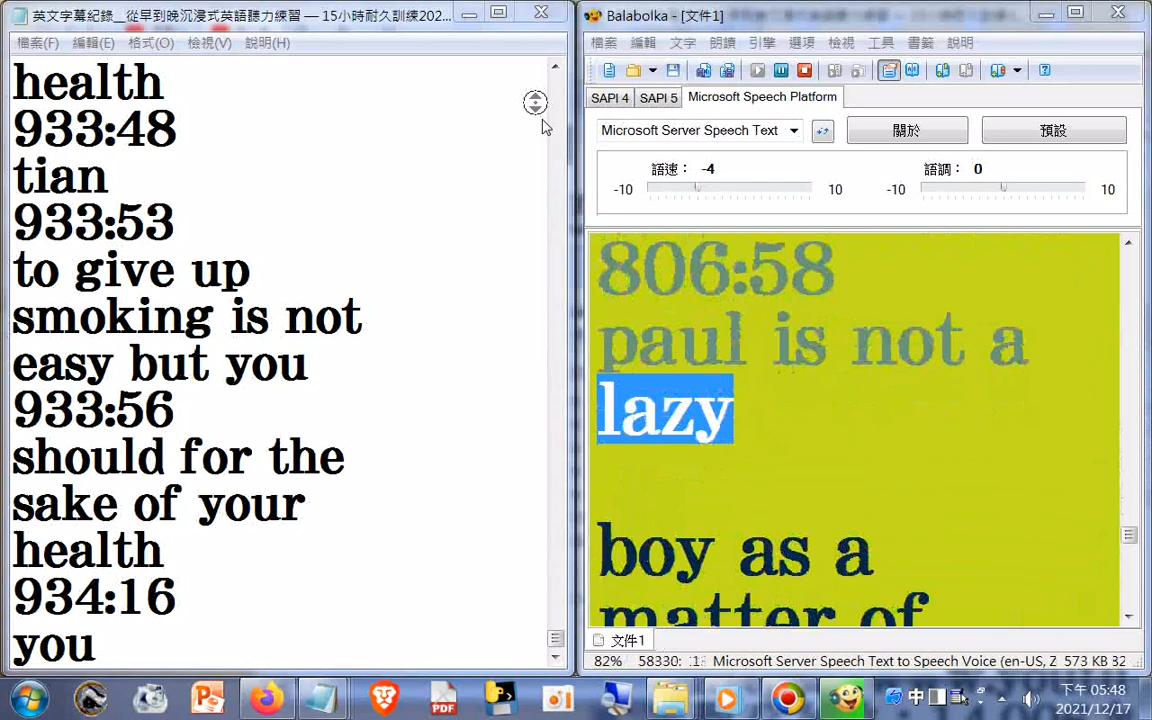 英文字幕紀錄__從早到晚沉浸式英語聽力練習 — 15小時耐久訓練202...
檔案(F) 編輯(E) 格式(O) 檢視(V) 說明(H)
health
933:48
tian
933:53
to give up
smoking is not
easy but you
933:56
should for the
sake of your
health
934:16
you
Balabolka - [文件1]
檔案 編輯 文字 朗讀 引擎 選項 檢視 工具 書籤 說明
SAPI 4 SAPI 5 Microsoft Speech Platform
Microsoft Server Speech Text 關於 預設
語速： -4 語調： 0
-10 10 -10 10
806:58
paul is not a
lazy
boy as a
matter of
文件1
82% 58330: Microsoft Server Speech Text to Speech Voice (en-US, Z 573 KB 32
PDF 中 下午 05:48
2021/12/17